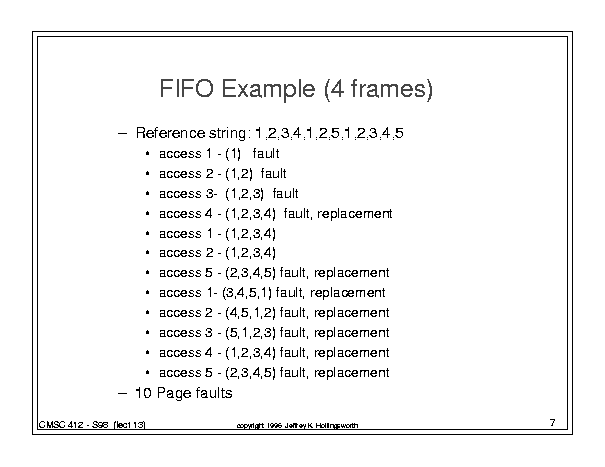 FIFO Example (4 frames)
– Reference string: 1,2,3,4,1,2,5,1,2,3,4,5
• access 1 - (1) fault
• access 2 - (1,2) fault
• access 3- (1,2,3) fault
• access 4 - (1,2,3,4) fault, replacement
• access 1 - (1,2,3,4)
• access 2 - (1,2,3,4)
• access 5 - (2,3,4,5) fault, replacement
• access 1- (3,4,5,1) fault, replacement
• access 2 - (4,5,1,2) fault, replacement
• access 3 - (5,1,2,3) fault, replacement
• access 4 - (1,2,3,4) fault, replacement
• access 5 - (2,3,4,5) fault, replacement
– 10 Page faults
CMSC 412 - S98 (lect 13)
copyright 1996 Jeffrey K. Hollingsworth
7